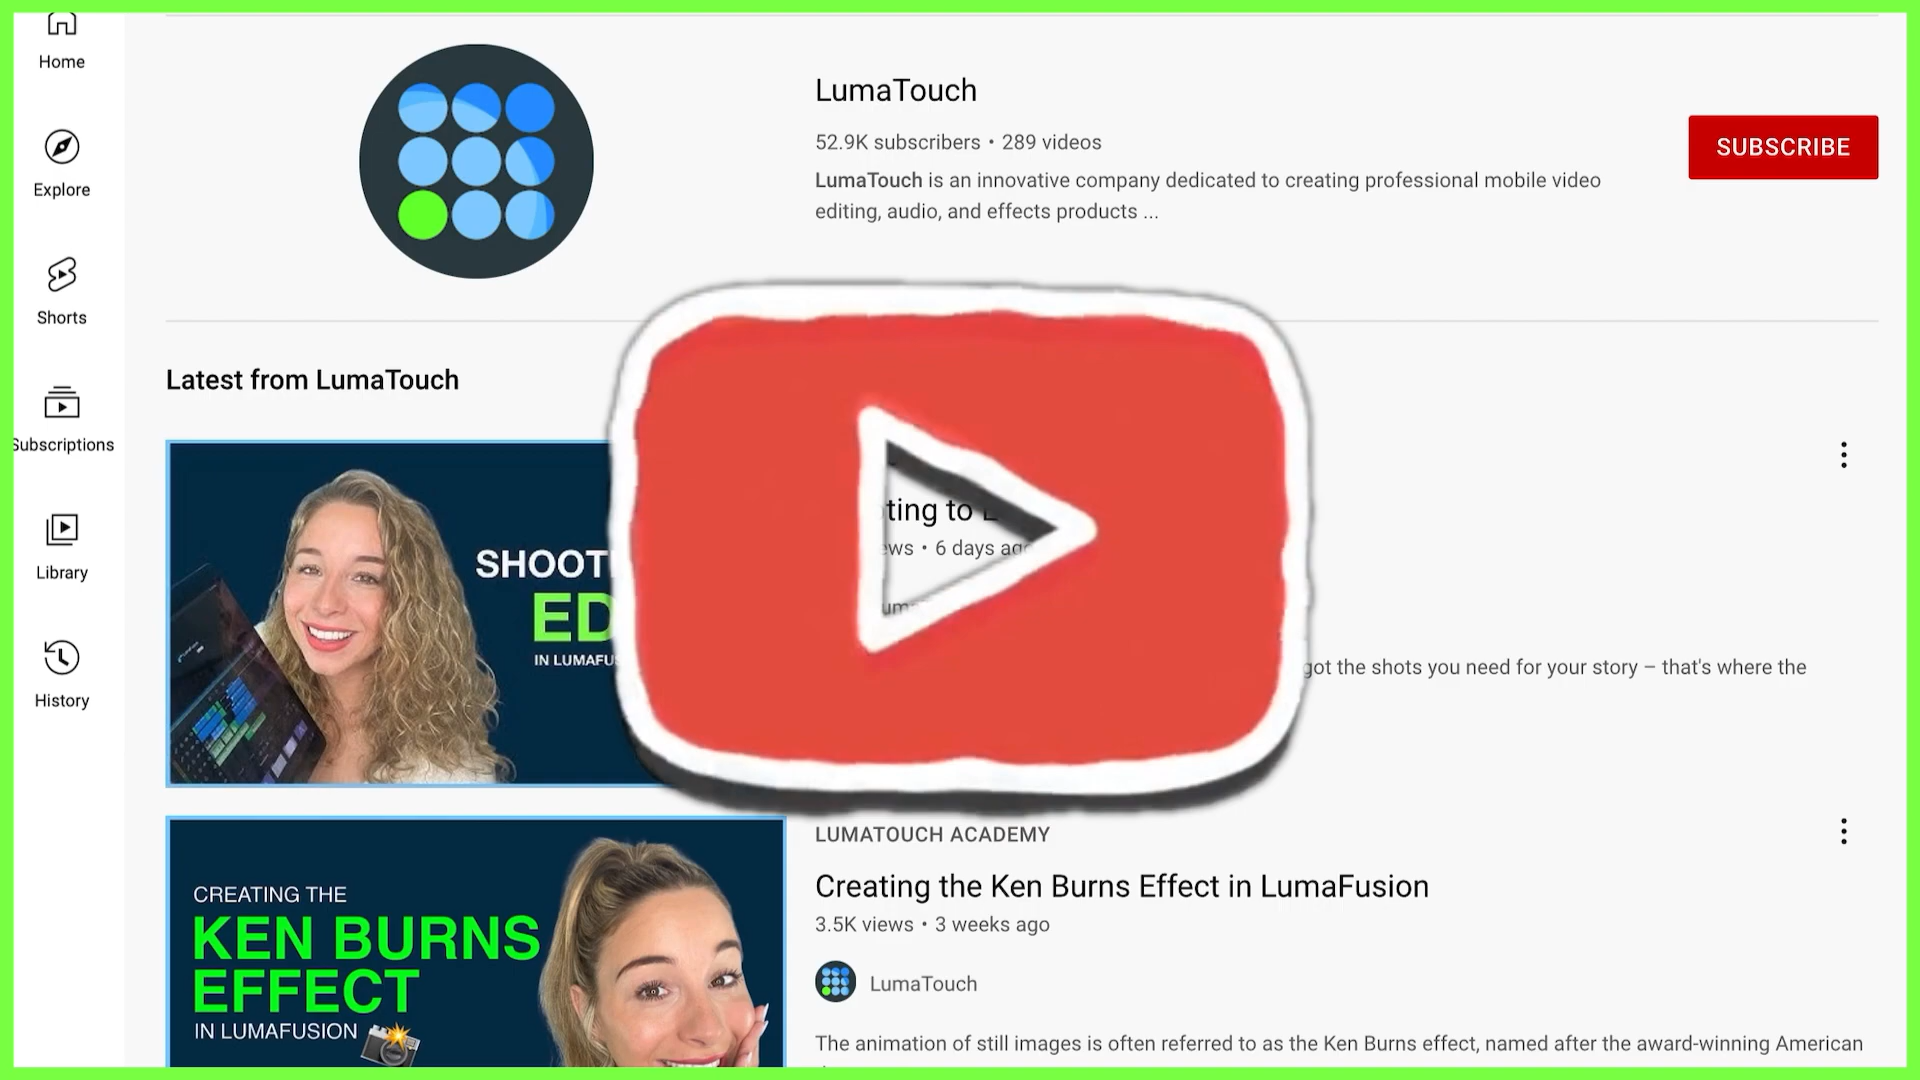 Home
Explore
Shorts
Subscriptions
Library
History
LumaTouch
52.9K subscribers • 289 videos
LumaTouch is an innovative company dedicated to creating professional mobile video
editing, audio, and effects products ...
SUBSCRIBE
Latest from LumaTouch
SHOOT
ED
IN LUMAFUS
ting to
ews • 6 days ago
got the shots you need for your story – that's where the
CREATING THE
KEN BURNS
EFFECT
IN LUMAFUSION
LUMATOUCH ACADEMY
Creating the Ken Burns Effect in LumaFusion
3.5K views • 3 weeks ago
LumaTouch
The animation of still images is often referred to as the Ken Burns effect, named after the award-winning American